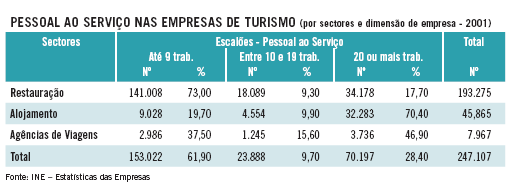 PESSOAL AO SERVIÇO NAS EMPRESAS DE TURISMO (por sectores e dimensão de empresa - 2001)
Sectores Escalões - Pessoal ao Serviço Total
Até 9 trab. Entre 10 e 19 trab. 20 ou mais trab. Nº
Nº % Nº % Nº %
Restauração 141.008 73,00 18.089 9,30 34.178 17,70 193.275
Alojamento 9.028 19,70 4.554 9,90 32.283 70,40 45,865
Agências de Viagens 2.986 37,50 1.245 15,60 3.736 46,90 7.967
Total 153.022 61,90 23.888 9,70 70.197 28,40 247.107
Fonte: INE – Estatísticas das Empresas